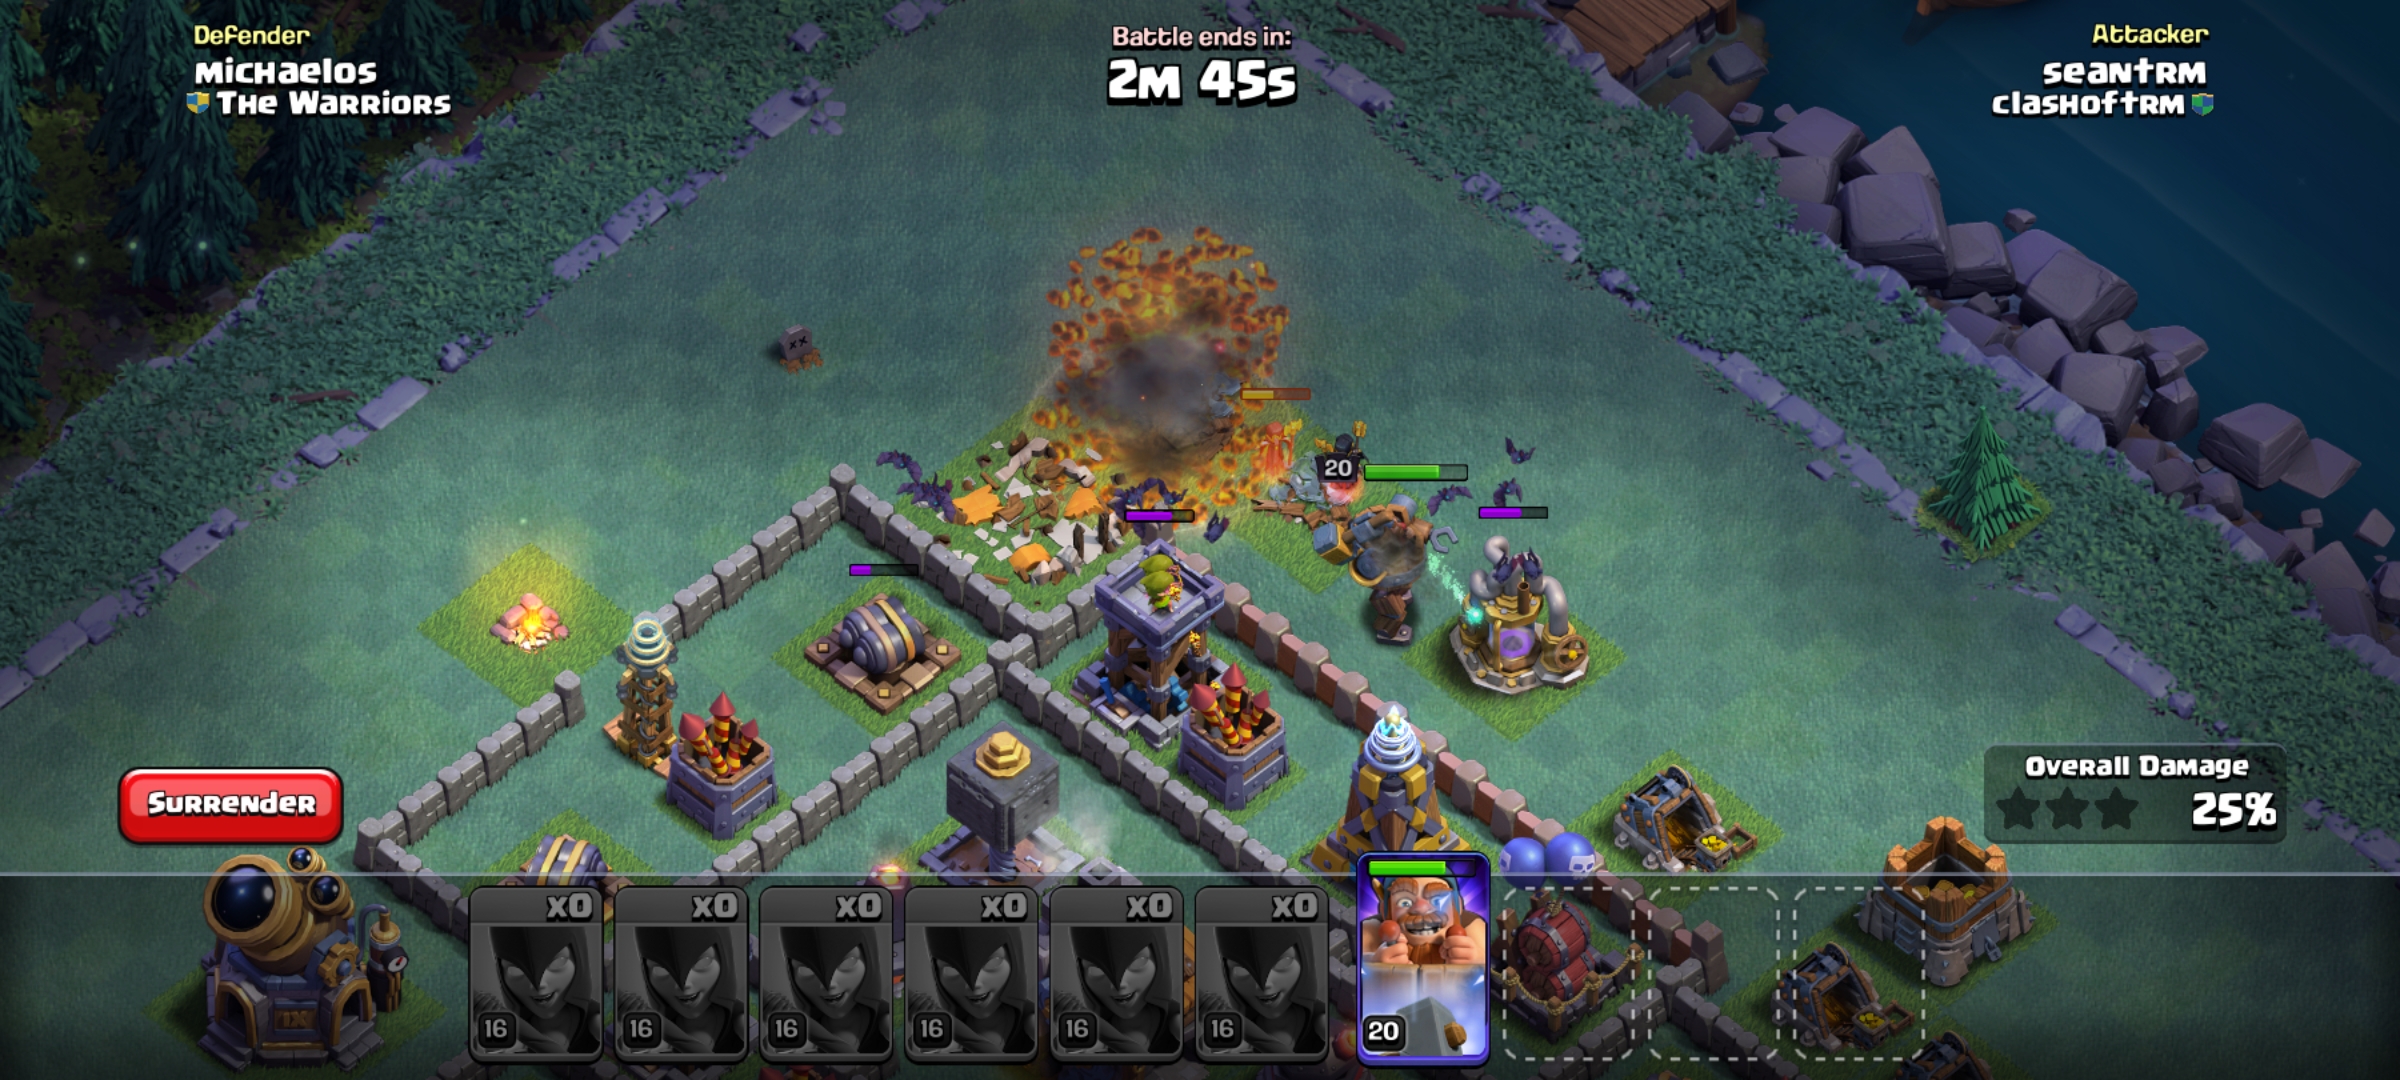 Defender
Michaelos
The Warriors
Battle ends in:
2M 45s
Attacker
seantrm
clashoftrm
20
Surrender
Overall Damage
25%
x0
x0
x0
x0
x0
x0
16
16
16
16
16
16
20
IX